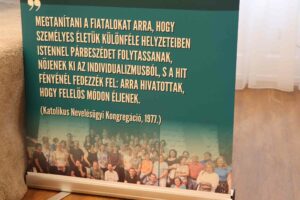 "
MEGTANÍTANI A FIATALOKAT ARRA, HOGY
SZEMÉLYES ÉLETÜK KÜLÖNFÉLE HELYZETEIBEN
ISTENNEL PÁRBESZÉDET FOLYTASSANAK,
NŐJENEK KI AZ INDIVIDUALIZMUSBÓL, S A HIT
FÉNYÉNÉL FEDEZZÉK FEL: ARRA HIVATOTTAK,
HOGY FELELŐS MÓDON ÉLJENEK.
(Katolikus Nevelésügyi Kongregáció, 1977.)